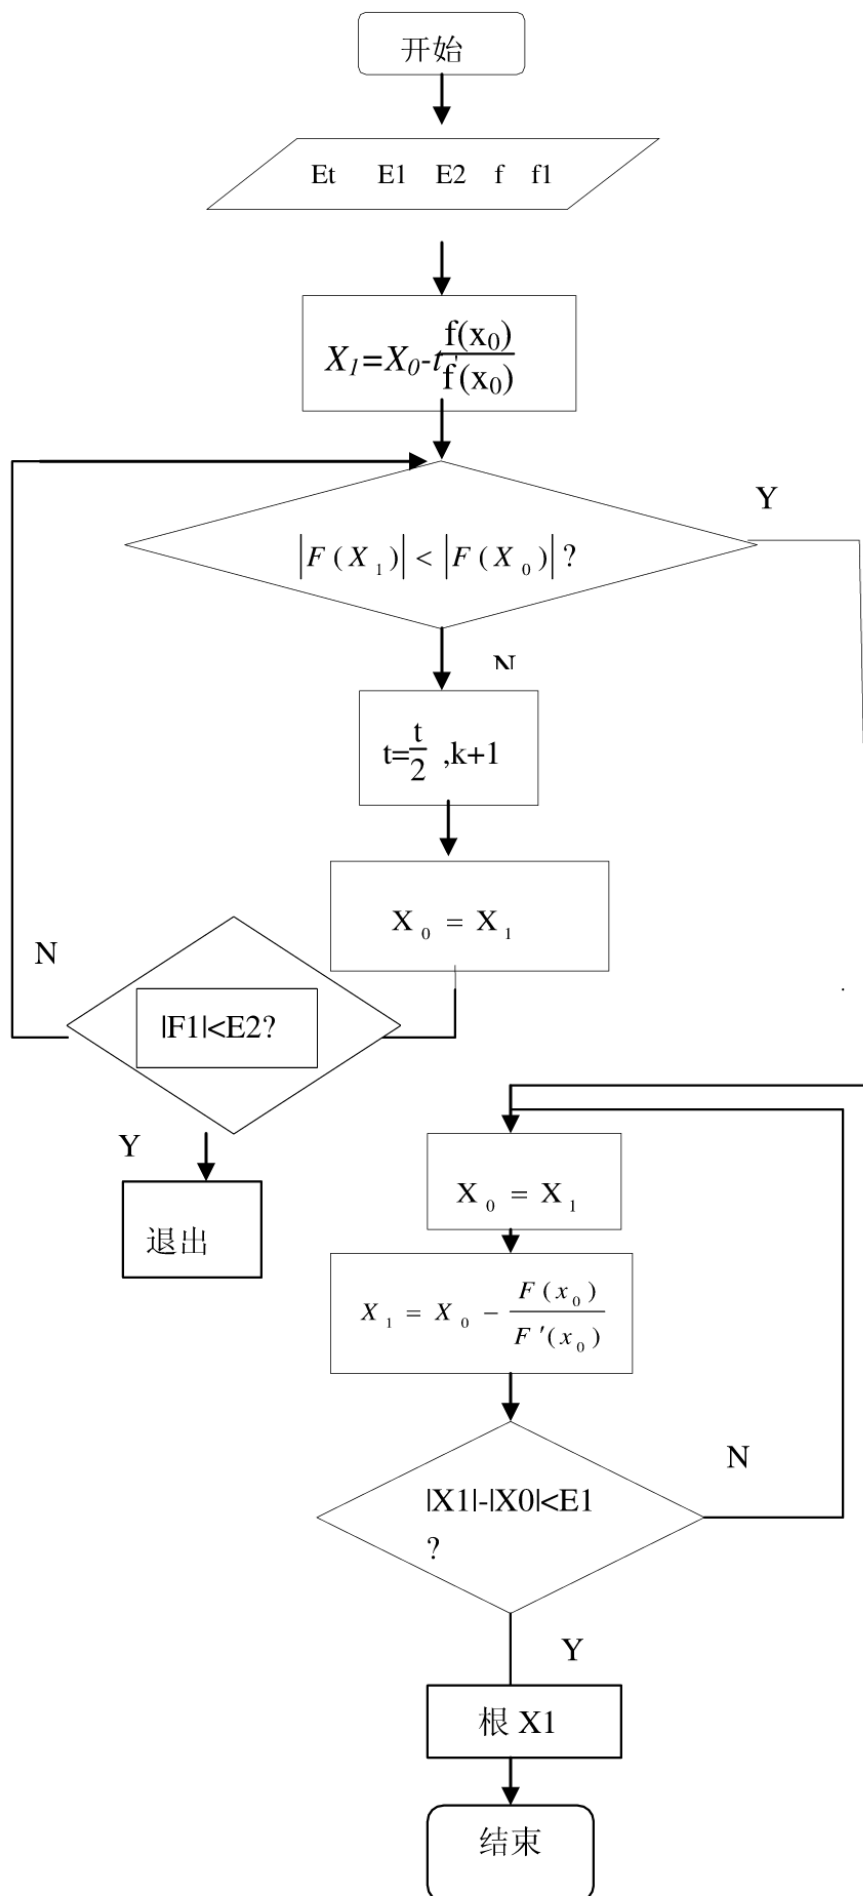 开始
Et E1 E2 f f1
X₁=X₀-t f(x₀)/f'(x₀)
Y
|F(X₁)| < |F(X₀)| ?
N
t=t/2 ,k+1
X₀ = X₁
N
|F1|<E2?
Y
X₀ = X₁
退出
X₁ = X₀ - F(x₀)/F'(x₀)
N
|X1|-|X0|<E1
?
Y
根 X1
结束